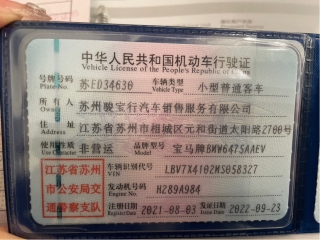 中华人民共和国机动车行驶证
Vehicle License of the People's Republic of China
号牌号码 苏ED34630 车辆类型 小型普通客车
Plate No. Vehicle Type
所有人 苏州骏宝行汽车销售服务有限公司
Owner
住址 江苏省苏州市相城区元和街道太阳路2700号
Address
使用性质 非营运 品牌型号 宝马牌BMW6475AAEV
Use Character Model
江苏省苏州市公安局交通警察支队
车辆识别代号 LBV7X4102MS058327
VIN
发动机号码 H289A984
Engine No.
注册日期 2021-08-03 发证日期 2022-09-23
Register Date Issue Date